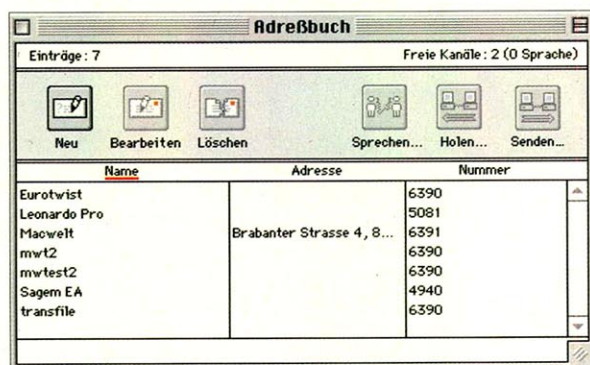 Adreßbuch
Einträge: 7 Freie Kanäle: 2 (0 Sprache)
Neu Bearbeiten Löschen Sprechen... Holen... Senden...
Name Adresse Nummer
Eurotwist 6390
Leonardo Pro 5081
Macwelt Brabanter Strasse 4, 8... 6391
mwt2 6390
mwtest2 6390
Sagem EA 4940
transfile 6390